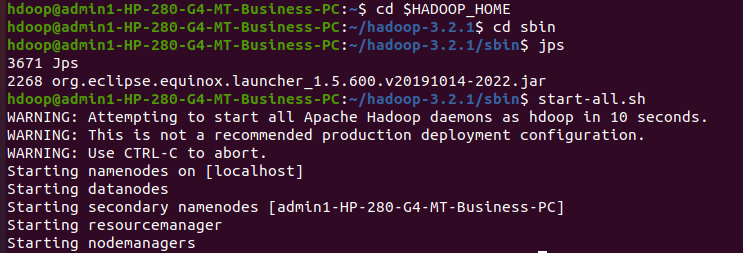 hdoop@admin1-HP-280-G4-MT-Business-PC:~$ cd $HADOOP_HOME
hdoop@admin1-HP-280-G4-MT-Business-PC:~/hadoop-3.2.1$ cd sbin
hdoop@admin1-HP-280-G4-MT-Business-PC:~/hadoop-3.2.1/sbin$ jps
3671 Jps
2268 org.eclipse.equinox.launcher_1.5.600.v20191014-2022.jar
hdoop@admin1-HP-280-G4-MT-Business-PC:~/hadoop-3.2.1/sbin$ start-all.sh
WARNING: Attempting to start all Apache Hadoop daemons as hdoop in 10 seconds.
WARNING: This is not a recommended production deployment configuration.
WARNING: Use CTRL-C to abort.
Starting namenodes on [localhost]
Starting datanodes
Starting secondary namenodes [admin1-HP-280-G4-MT-Business-PC]
Starting resourcemanager
Starting nodemanagers